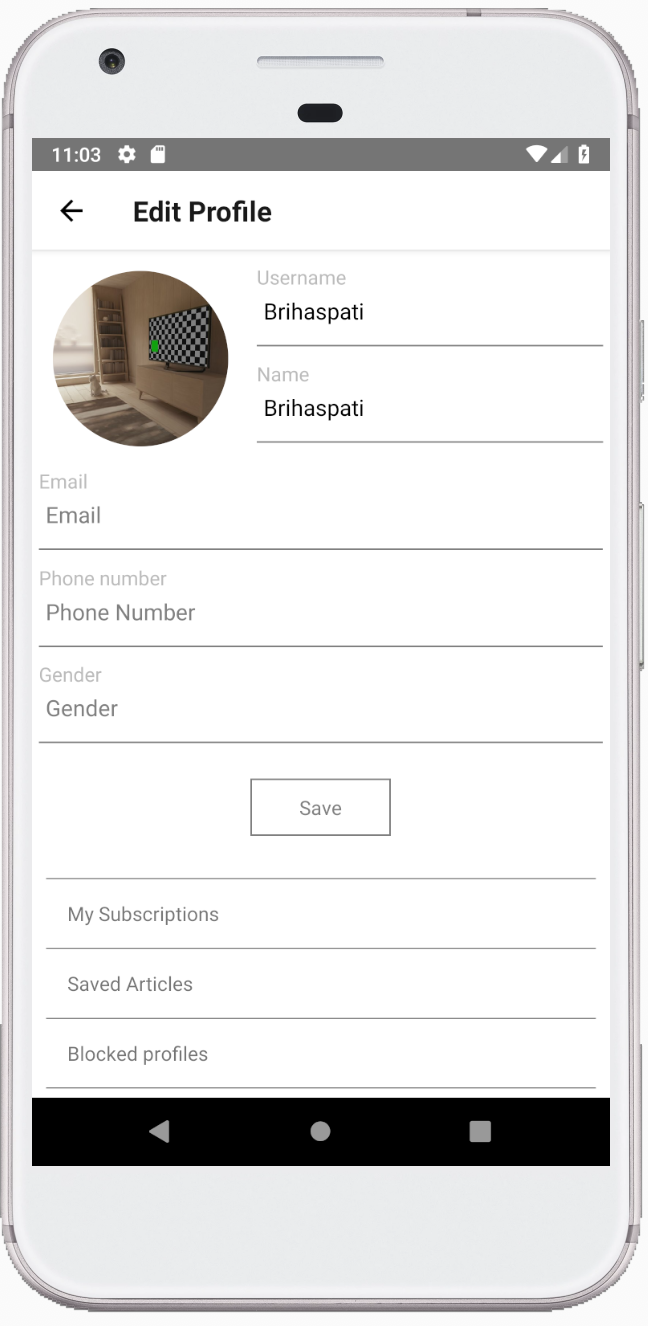 11:03
Edit Profile
Username
Brihaspati
Name
Brihaspati
Email
Email
Phone number
Phone Number
Gender
Gender
Save
My Subscriptions
Saved Articles
Blocked profiles